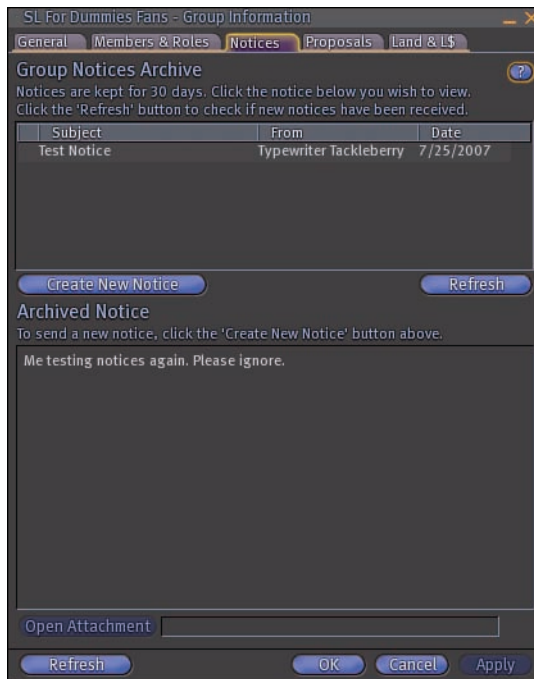 SL For Dummies Fans - Group Information
General Members & Roles Notices Proposals Land & L$
Group Notices Archive ?
Notices are kept for 30 days. Click the notice below you wish to view.
Click the 'Refresh' button to check if new notices have been received.
Subject From Date
Test Notice Typewriter Tackleberry 7/25/2007
Create New Notice Refresh
Archived Notice
To send a new notice, click the 'Create New Notice' button above.
Me testing notices again. Please ignore.
Open Attachment
Refresh OK Cancel Apply